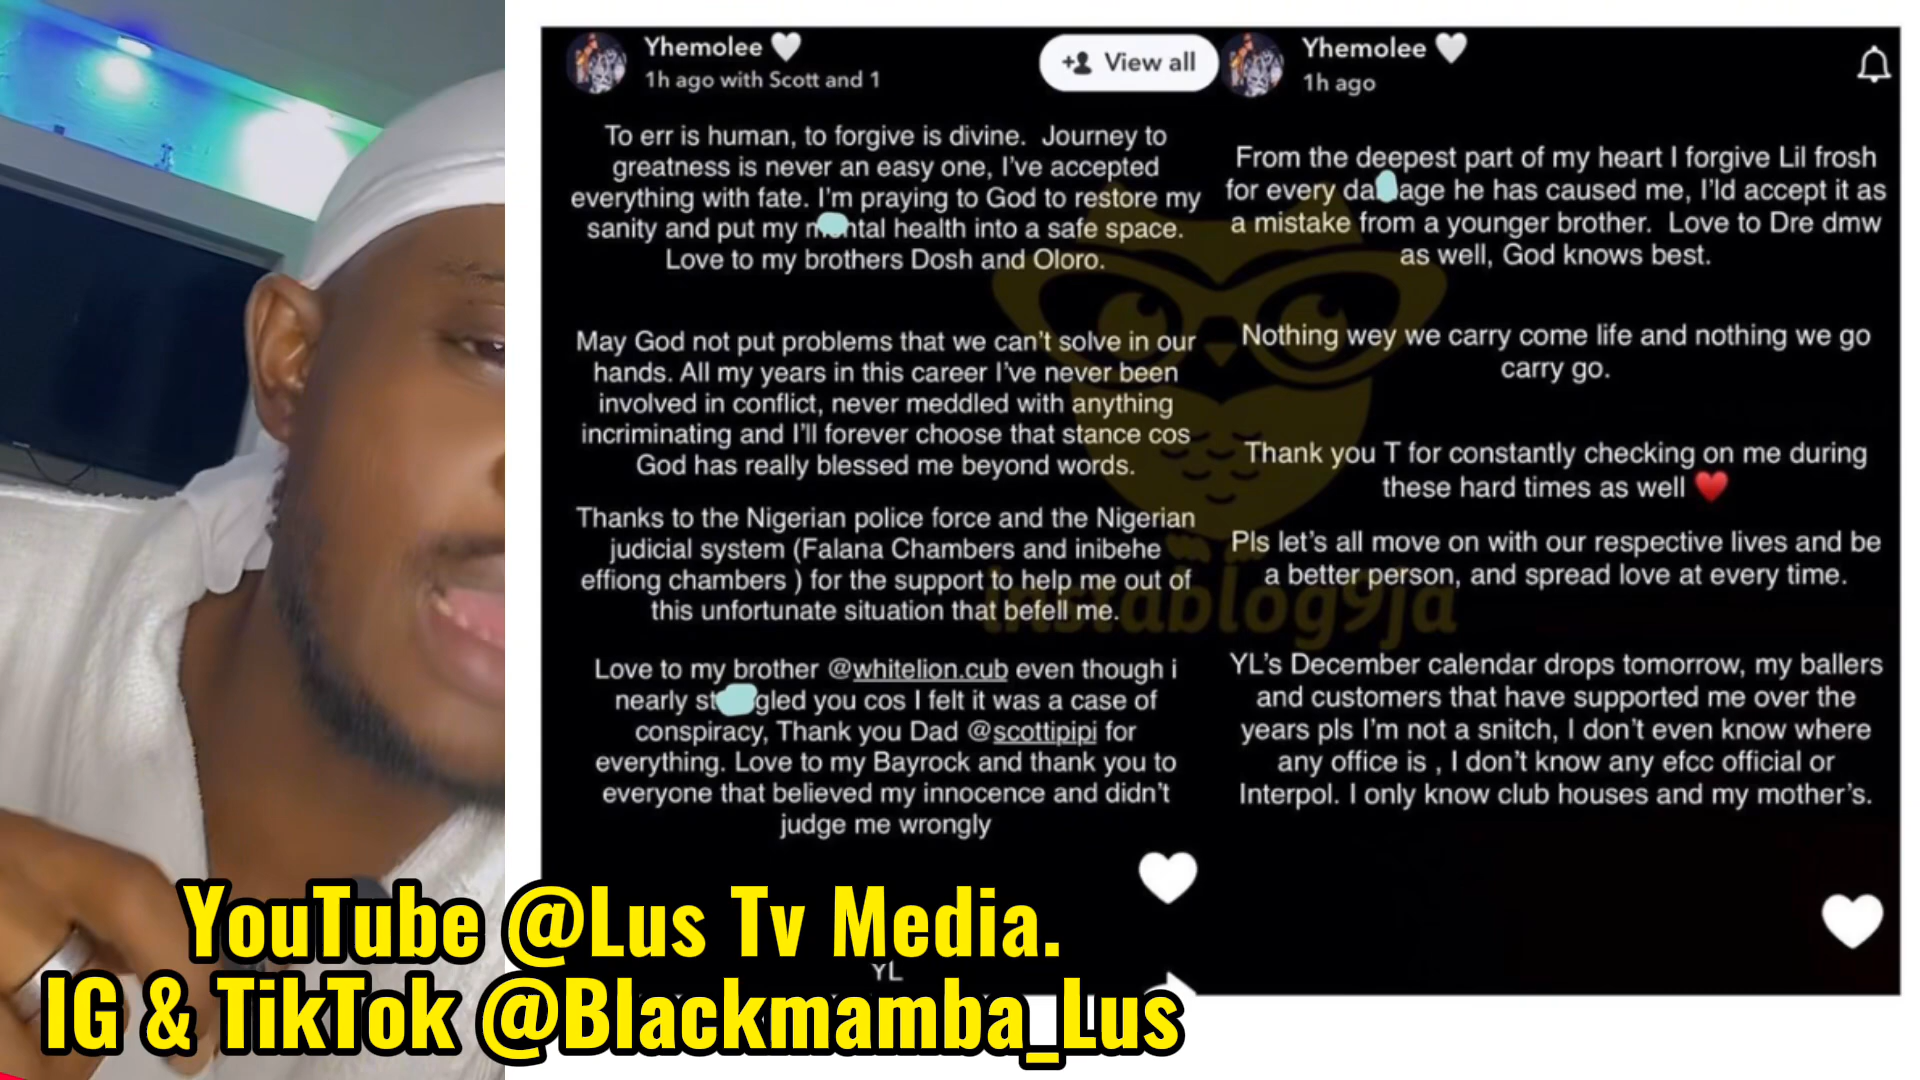 Yhemolee
1h ago with Scott and 1
View all
To err is human, to forgive is divine. Journey to
greatness is never an easy one, I've accepted
everything with fate. I'm praying to God to restore my
sanity and put my m ntal health into a safe space.
Love to my brothers Dosh and Oloro.
May God not put problems that we can't solve in our
hands. All my years in this career I've never been
involved in conflict, never meddled with anything
incriminating and I'll forever choose that stance cos
God has really blessed me beyond words.
Thanks to the Nigerian police force and the Nigerian
judicial system (Falana Chambers and inibehe
effiong chambers ) for the support to help me out of
this unfortunate situation that befell me.
Love to my brother @whitelion.cub even though i
nearly st gled you cos I felt it was a case of
conspiracy, Thank you Dad @scottipipi for
everything. Love to my Bayrock and thank you to
everyone that believed my innocence and didn't
judge me wrongly
YL
Yhemolee
1h ago
From the deepest part of my heart I forgive Lil frosh
for every da age he has caused me, I'ld accept it as
a mistake from a younger brother. Love to Dre dmw
as well, God knows best.
Nothing wey we carry come life and nothing we go
carry go.
Thank you T for constantly checking on me during
these hard times as well
Pls let's all move on with our respective lives and be
a better person, and spread love at every time.
YL's December calendar drops tomorrow, my ballers
and customers that have supported me over the
years pls I'm not a snitch, I don't even know where
any office is , I don't know any efcc official or
Interpol. I only know club houses and my mother's.
instablog9ja
YouTube @Lus Tv Media.
IG & TikTok @Blackmamba_Lus